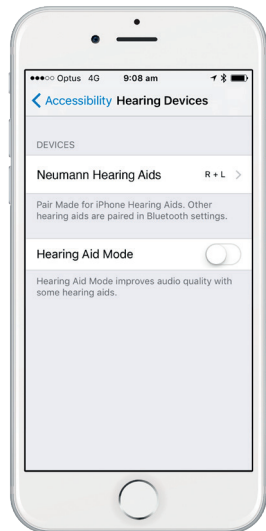 Optus 4G 9:08 am
Accessibility Hearing Devices
DEVICES
Neumann Hearing Aids R + L
Pair Made for iPhone Hearing Aids. Other
hearing aids are paired in Bluetooth settings.
Hearing Aid Mode
Hearing Aid Mode improves audio quality with
some hearing aids.